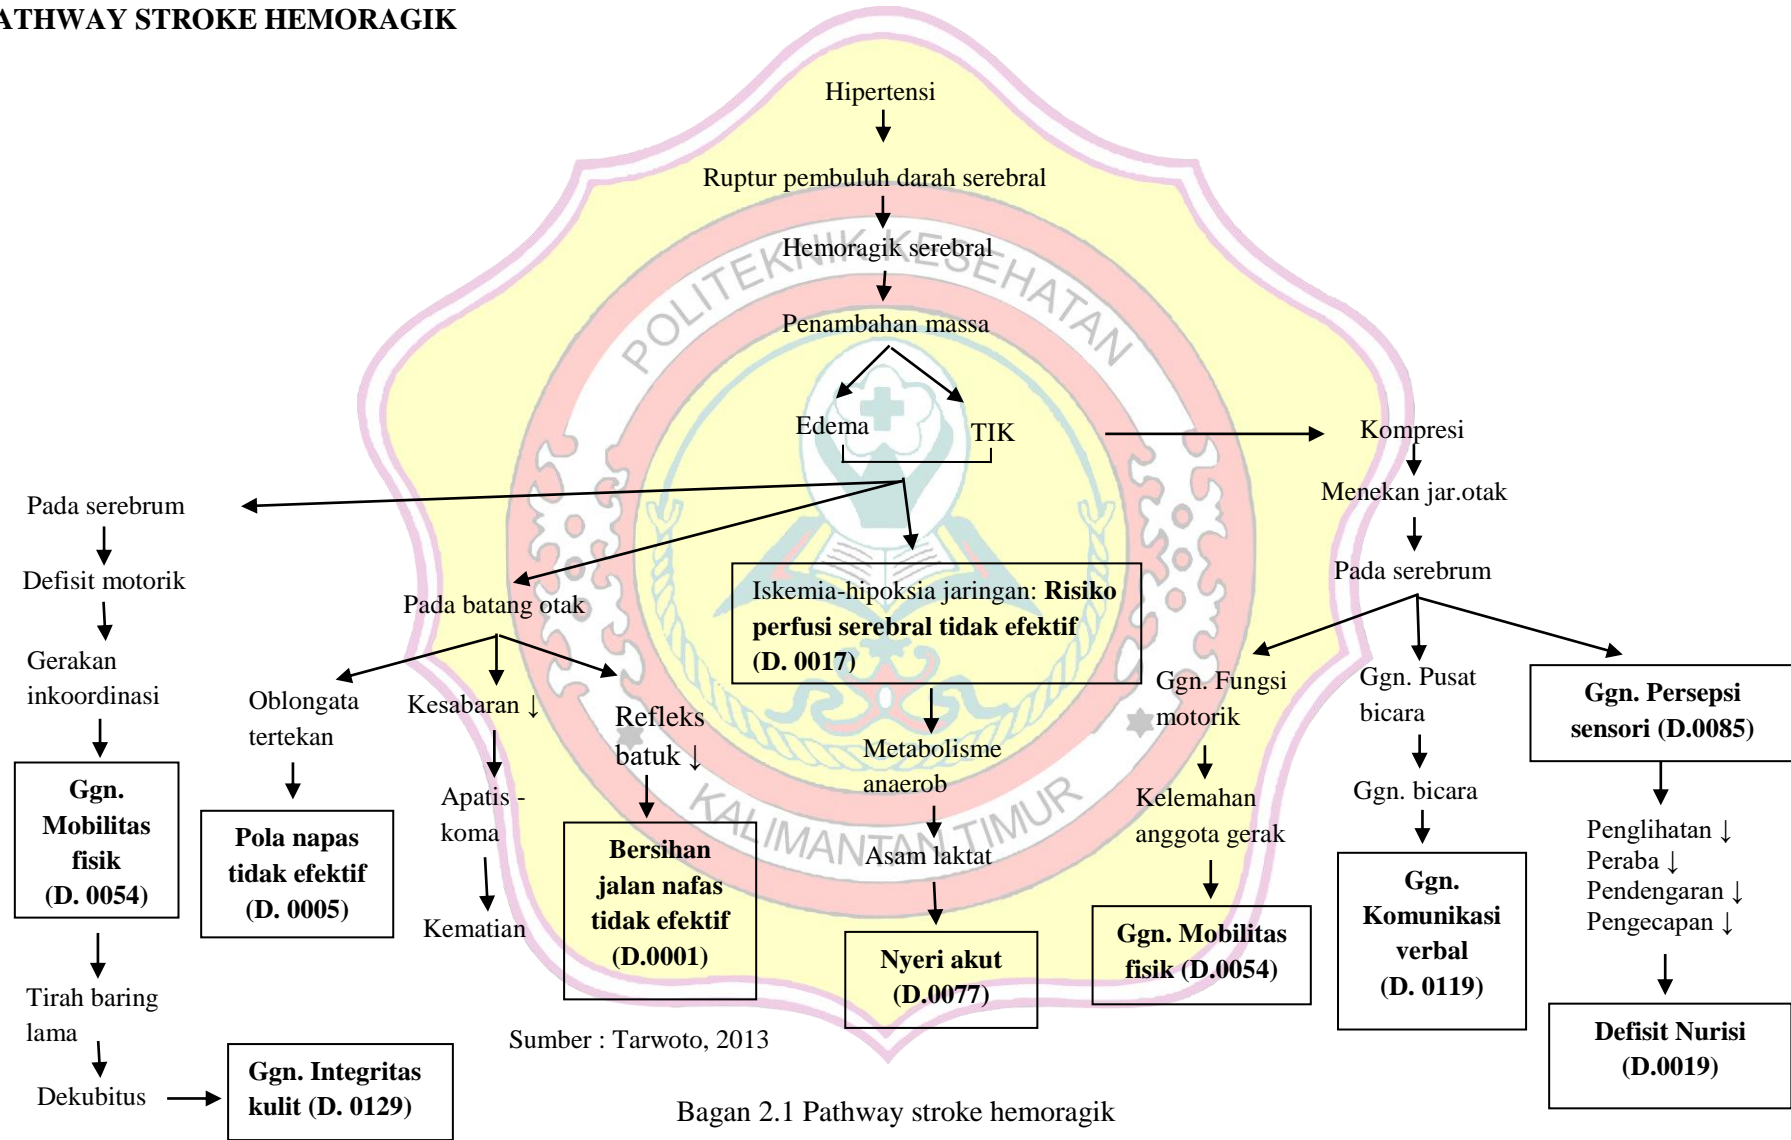 PATHWAY STROKE HEMORAGIK
Hipertensi
Ruptur pembuluh darah serebral
Hemoragik serebral
Penambahan massa
Edema
TIK
Kompresi
Menekan jar.otak
Pada serebrum
Pada serebrum
Defisit motorik
Gerakan
inkoordinasi
Ggn.
Mobilitas
fisik
(D. 0054)
Tirah baring
lama
Dekubitus
Ggn. Integritas
kulit (D. 0129)
Pada batang otak
Oblongata
tertekan
Pola napas
tidak efektif
(D. 0005)
Kesabaran ↓
Apatis -
koma
Kematian
Refleks
batuk ↓
Bersihan
jalan nafas
tidak efektif
(D.0001)
Iskemia-hipoksia jaringan: Risiko
perfusi serebral tidak efektif
(D. 0017)
Metabolisme
anaerob
Asam laktat
Nyeri akut
(D.0077)
Ggn. Fungsi
motorik
Kelemahan
anggota gerak
Ggn. Mobilitas
fisik (D.0054)
Ggn. Pusat
bicara
Ggn. bicara
Ggn.
Komunikasi
verbal
(D. 0119)
Ggn. Persepsi
sensori (D.0085)
Penglihatan ↓
Peraba ↓
Pendengaran ↓
Pengecapan ↓
Defisit Nurisi
(D.0019)
POLITEKNIK KESEHATAN
KALIMANTAN TIMUR
Sumber : Tarwoto, 2013
Bagan 2.1 Pathway stroke hemoragik